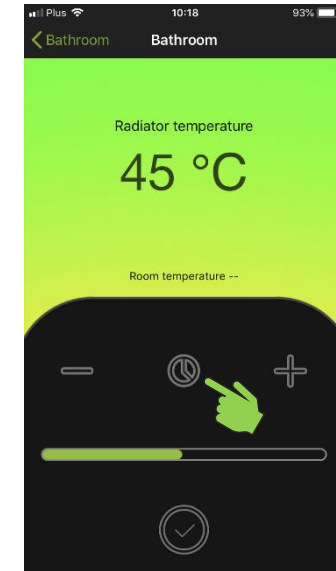 Plus 10:18 93%
Bathroom Bathroom
Radiator temperature
45 °C
Room temperature --